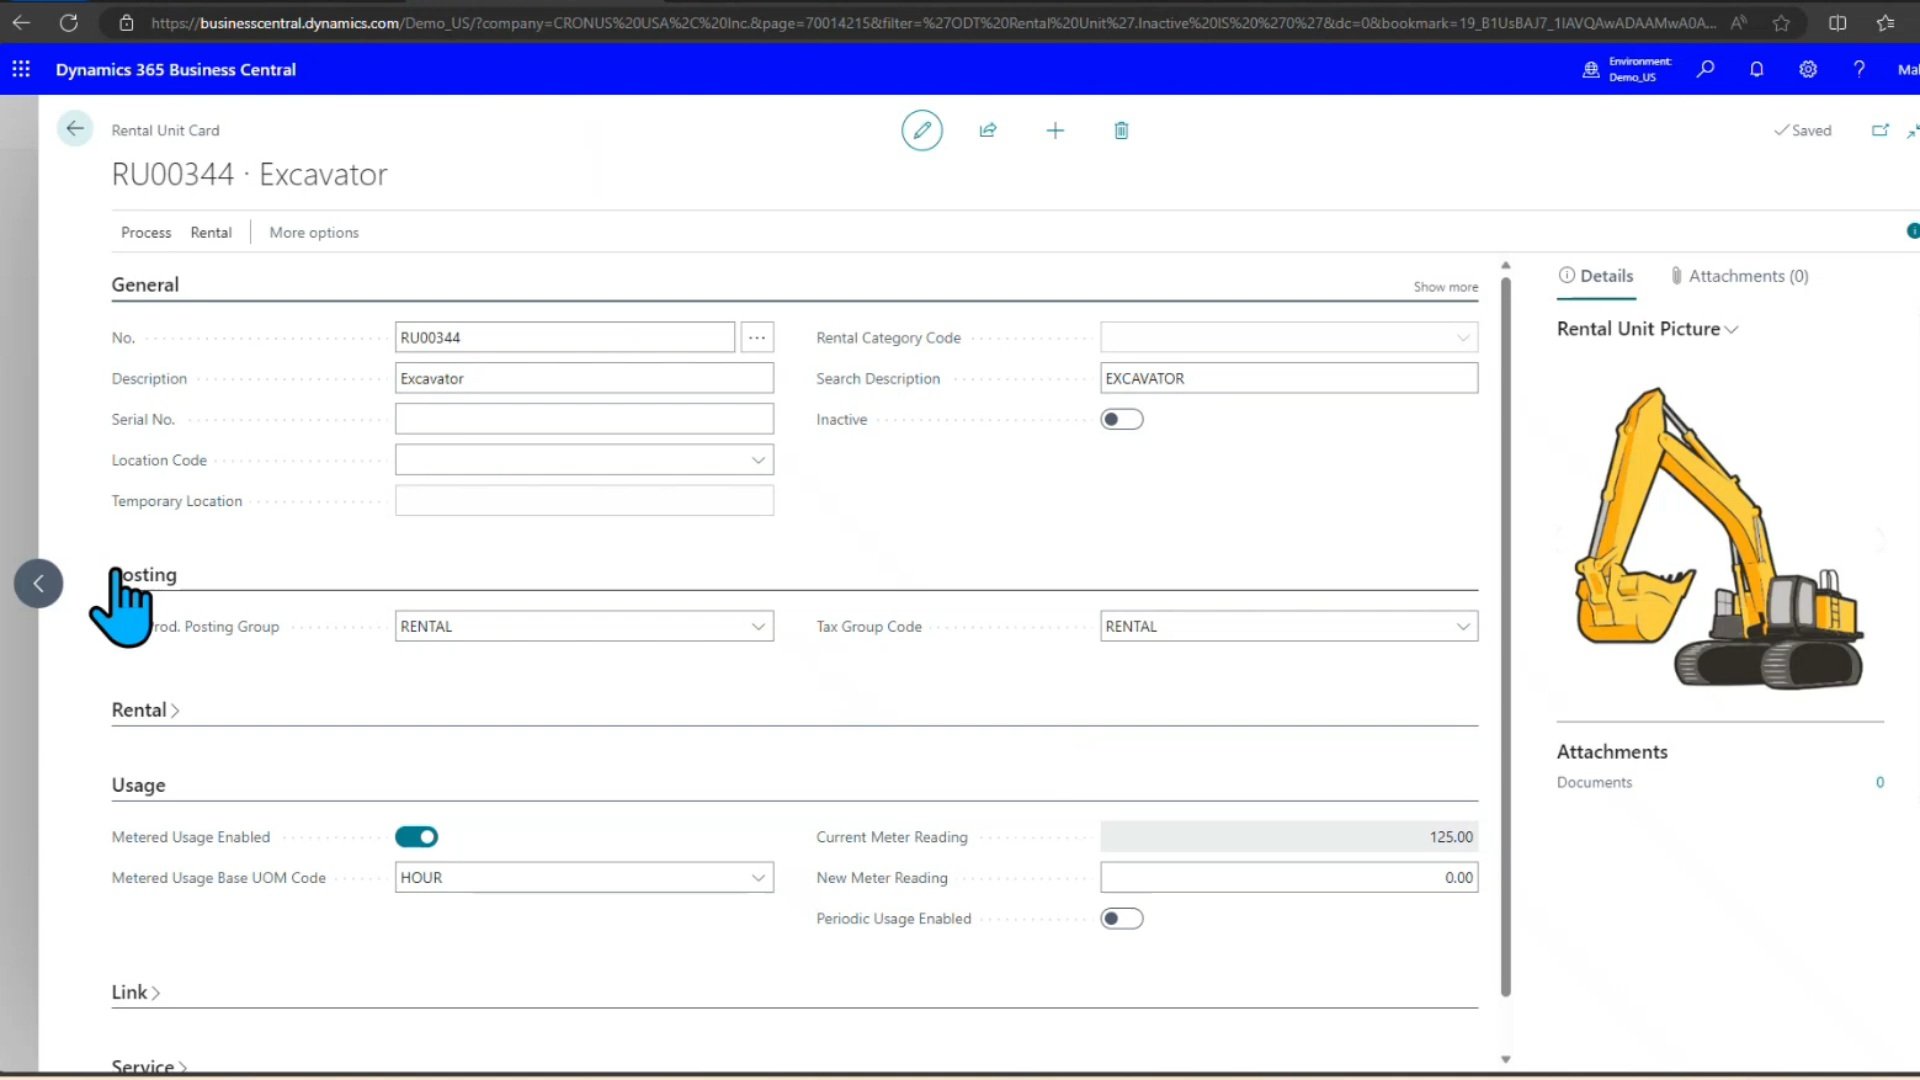 https://businesscentral.dynamics.com/Demo_US/?company=CRONUS%20USA%2C%20Inc.&page=70014215&filter=%27ODT%20Rental%20Unit%27.Inactive%20IS%20%270%27&dc=0&bookmark=19_B1UsBAJ7_1IAVQAwADAAMwA0A...
Dynamics 365 Business Central
Environment:
Demo_US
Rental Unit Card
Saved
RU00344 · Excavator
Process Rental More options
General
Show more
No. RU00344
Rental Category Code
Description Excavator
Search Description EXCAVATOR
Serial No.
Inactive
Location Code
Temporary Location
osting
rod. Posting Group RENTAL
Tax Group Code RENTAL
Rental
Usage
Metered Usage Enabled
Current Meter Reading 125.00
Metered Usage Base UOM Code HOUR
New Meter Reading 0.00
Periodic Usage Enabled
Link
Service
Details Attachments (0)
Rental Unit Picture
Attachments
Documents 0